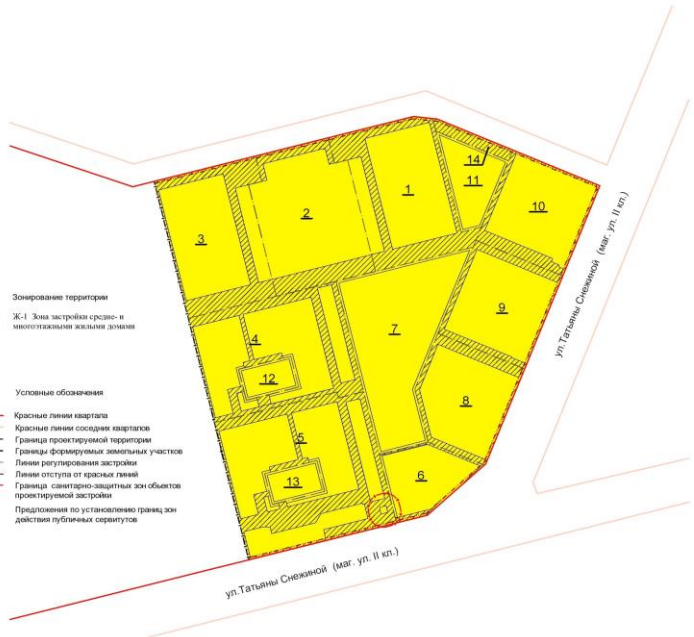 14
11
1
2
10
3
9
7
4
12
8
5
6
13
ул.Татьяны Снежиной (маг. ул. II кл.)
Зонирование территории
Ж-1 Зона застройки средне- и
многоэтажными жилыми домами
Условные обозначения
Красные линии квартала
Красные линии соседних кварталов
Граница проектируемой территории
Границы формируемых земельных участков
Линии регулирования застройки
Линии отступа от красных линий
Граница санитарно-защитных зон объектов
проектируемой застройки
Предложения по установлению границ зон
действия публичных сервитутов
ул.Татьяны Снежиной (маг. ул. II кл.)